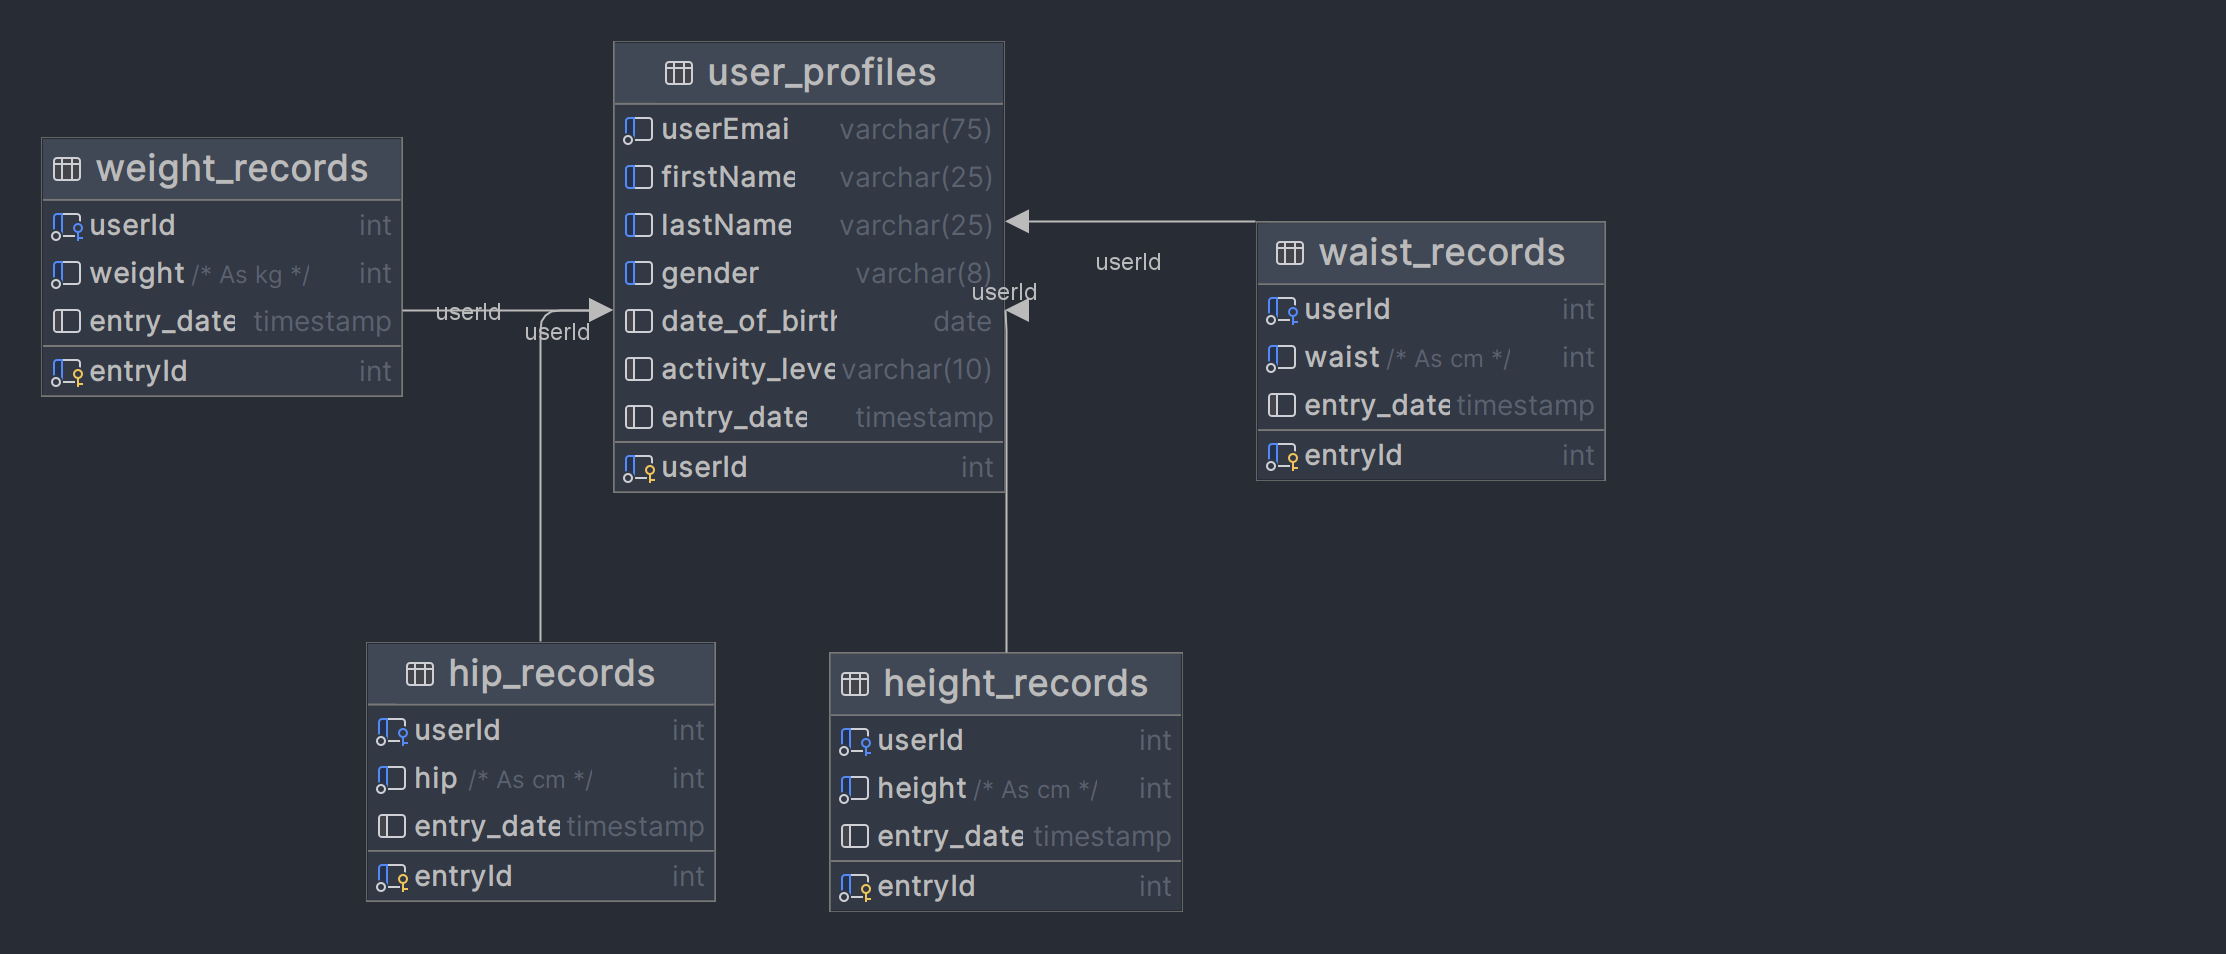 user_profiles
userEmai varchar(75)
firstName varchar(25)
lastName varchar(25)
gender varchar(8)
date_of_birth date
activity_leve varchar(10)
entry_date timestamp
userId int
weight_records
userId int
weight /* As kg */ int
entry_date timestamp
entryId int
userId
userId
userId
userId
waist_records
userId int
waist /* As cm */ int
entry_date timestamp
entryId int
hip_records
userId int
hip /* As cm */ int
entry_date timestamp
entryId int
height_records
userId int
height /* As cm */ int
entry_date timestamp
entryId int